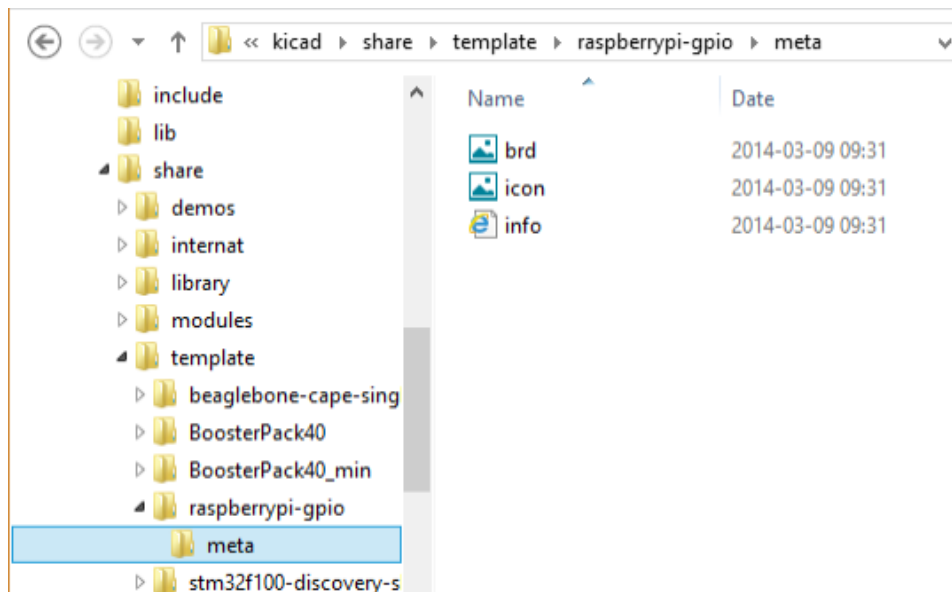 « kicad share template raspberrypi-gpio meta
include
lib
share
demos
internat
library
modules
template
beaglebone-cape-sing
BoosterPack40
BoosterPack40_min
raspberrypi-gpio
meta
stm32f100-discovery-s
Name Date
brd 2014-03-09 09:31
icon 2014-03-09 09:31
info 2014-03-09 09:31